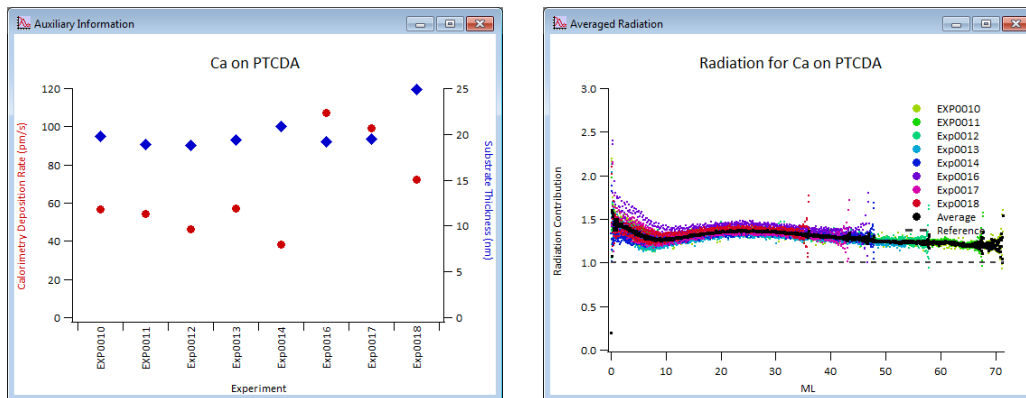 Auxiliary Information
Ca on PTCDA
120
100
80
60
40
20
0
Calorimetry Deposition Rate (pm/s)
25
20
15
10
5
0
Substrate Thickness (nm)
EXP0010
EXP0011
Exp0012
Exp0013
Exp0014
Exp0016
Exp0017
Exp0018
Experiment
Averaged Radiation
Radiation for Ca on PTCDA
3.0
2.5
2.0
1.5
1.0
0.5
0.0
Radiation Contribution
EXP0010
EXP0011
Exp0012
Exp0013
Exp0014
Exp0016
Exp0017
Exp0018
Average
Reference
0 10 20 30 40 50 60 70
ML